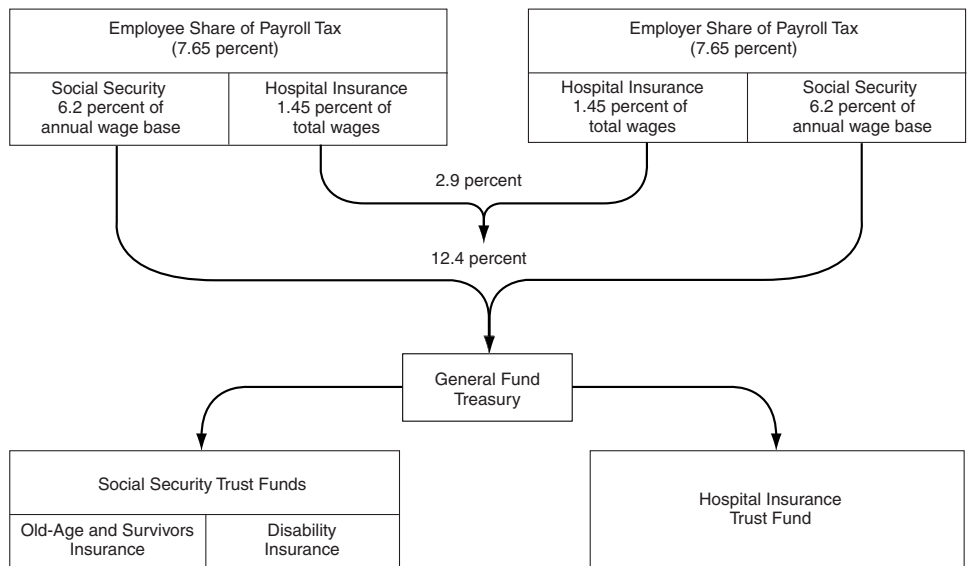 Employee Share of Payroll Tax
(7.65 percent)
Social Security
6.2 percent of
annual wage base
Hospital Insurance
1.45 percent of
total wages
Employer Share of Payroll Tax
(7.65 percent)
Hospital Insurance
1.45 percent of
total wages
Social Security
6.2 percent of
annual wage base
2.9 percent
12.4 percent
General Fund
Treasury
Social Security Trust Funds
Old-Age and Survivors
Insurance
Disability
Insurance
Hospital Insurance
Trust Fund